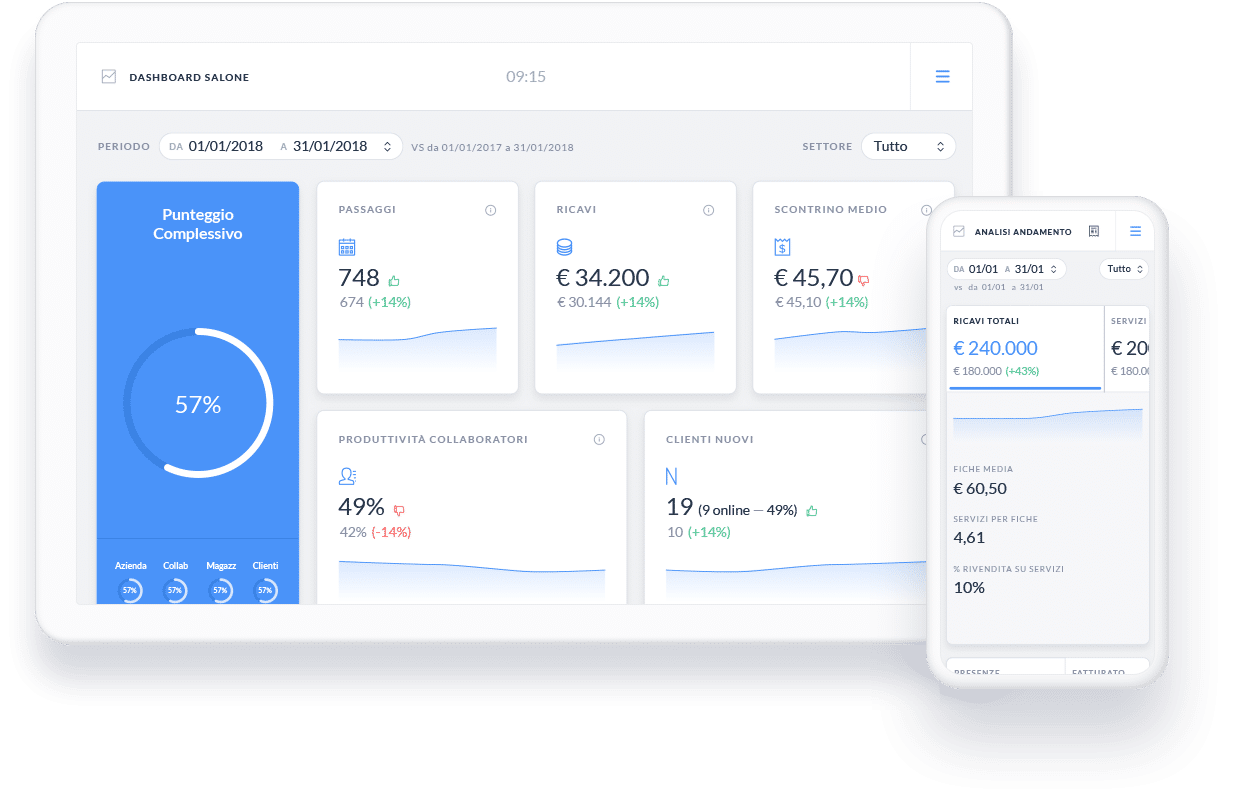 DASHBOARD SALONE
09:15
PERIODO DA 01/01/2018 A 31/01/2018 VS da 01/01/2017 a 31/01/2018
SETTORE Tutto
Punteggio
Complessivo
57%
Azienda Collab Magazz Clienti
57% 57% 57% 57%
PASSAGGI
748
674 (+14%)
RICAVI
€ 34.200
€ 30.144 (+14%)
SCONTRINO MEDIO
€ 45,70
€ 45,10 (+14%)
PRODUTTIVITÀ COLLABORATORI
49%
42% (-14%)
CLIENTI NUOVI
N
19 (9 online — 49%)
10 (+14%)
ANALISI ANDAMENTO
DA 01/01 A 31/01 Tutto
vs da 01/01 a 31/01
RICAVI TOTALI
€ 240.000
€ 180.000 (+43%)
SERVIZI
€ 200
€ 180.00
FICHE MEDIA
€ 60,50
SERVIZI PER FICHE
4,61
% RIVENDITA SU SERVIZI
10%
PRESENZE FATTURATO